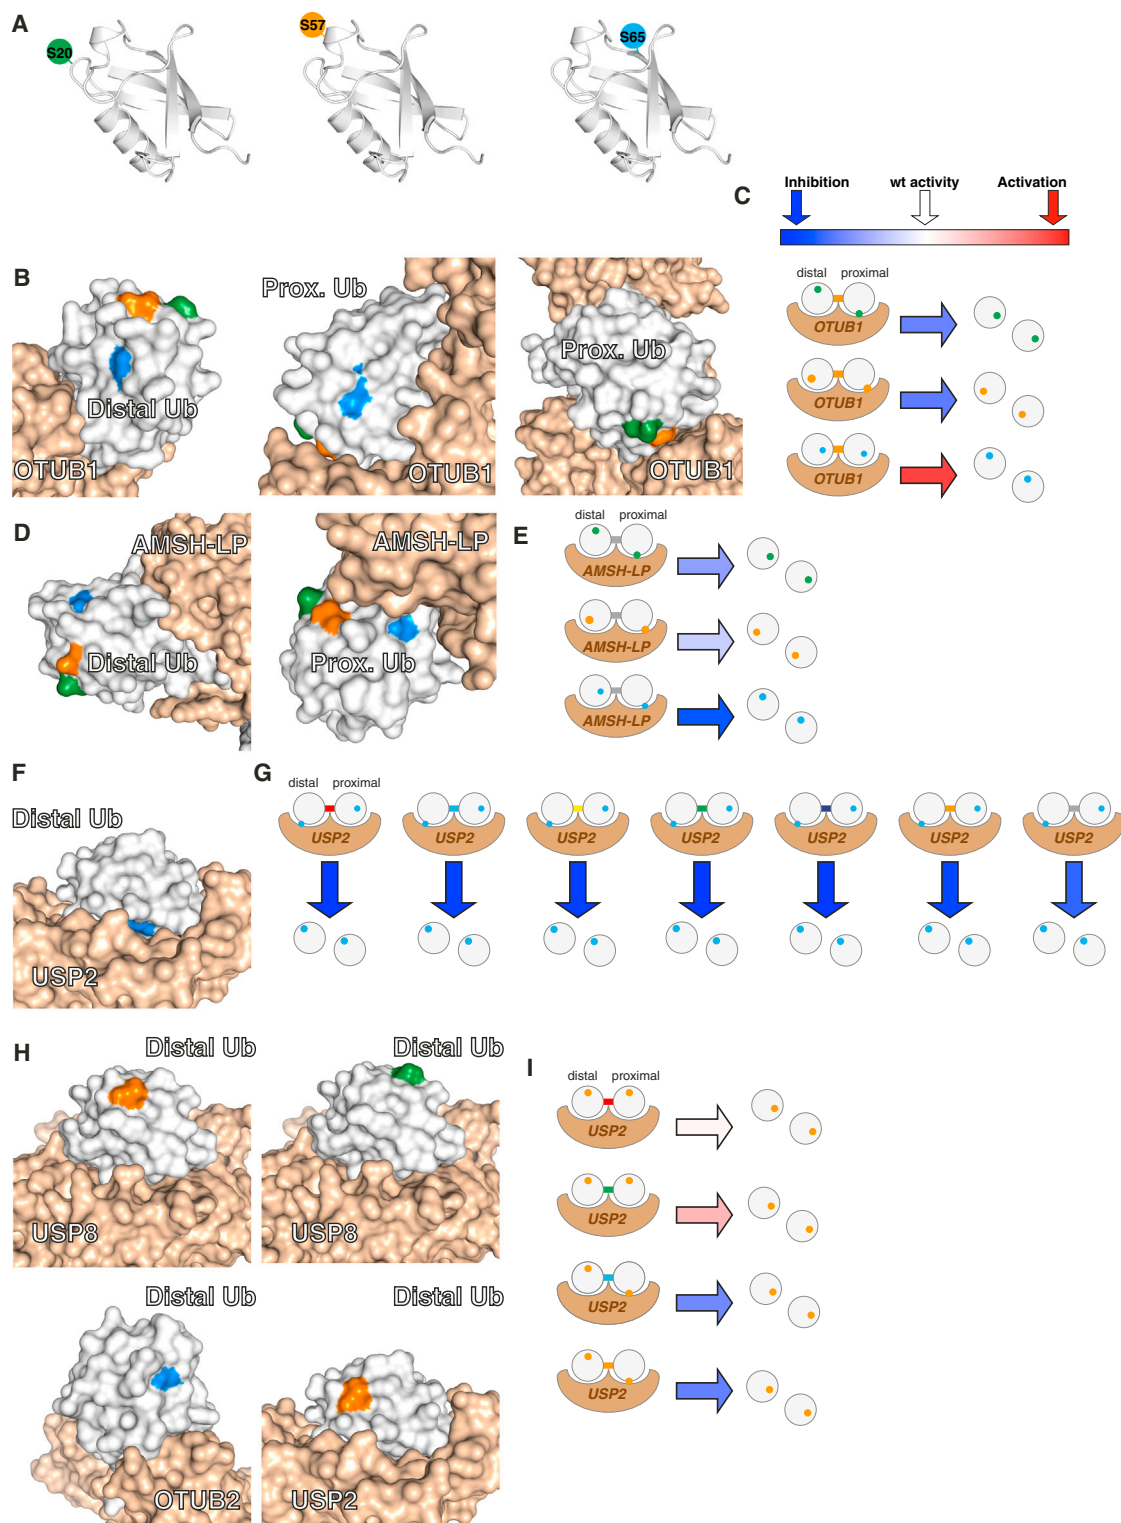 A
S20
S57
S65
C
Inhibition
wt activity
Activation
B
Distal Ub
OTUB1
Prox. Ub
OTUB1
Prox. Ub
OTUB1
distal
proximal
OTUB1
OTUB1
OTUB1
D
AMSH-LP
Distal Ub
AMSH-LP
Prox. Ub
E
distal
proximal
AMSH-LP
AMSH-LP
AMSH-LP
F
Distal Ub
USP2
G
distal
proximal
USP2
USP2
USP2
USP2
USP2
USP2
USP2
H
Distal Ub
USP8
Distal Ub
USP8
Distal Ub
OTUB2
Distal Ub
USP2
I
distal
proximal
USP2
USP2
USP2
USP2